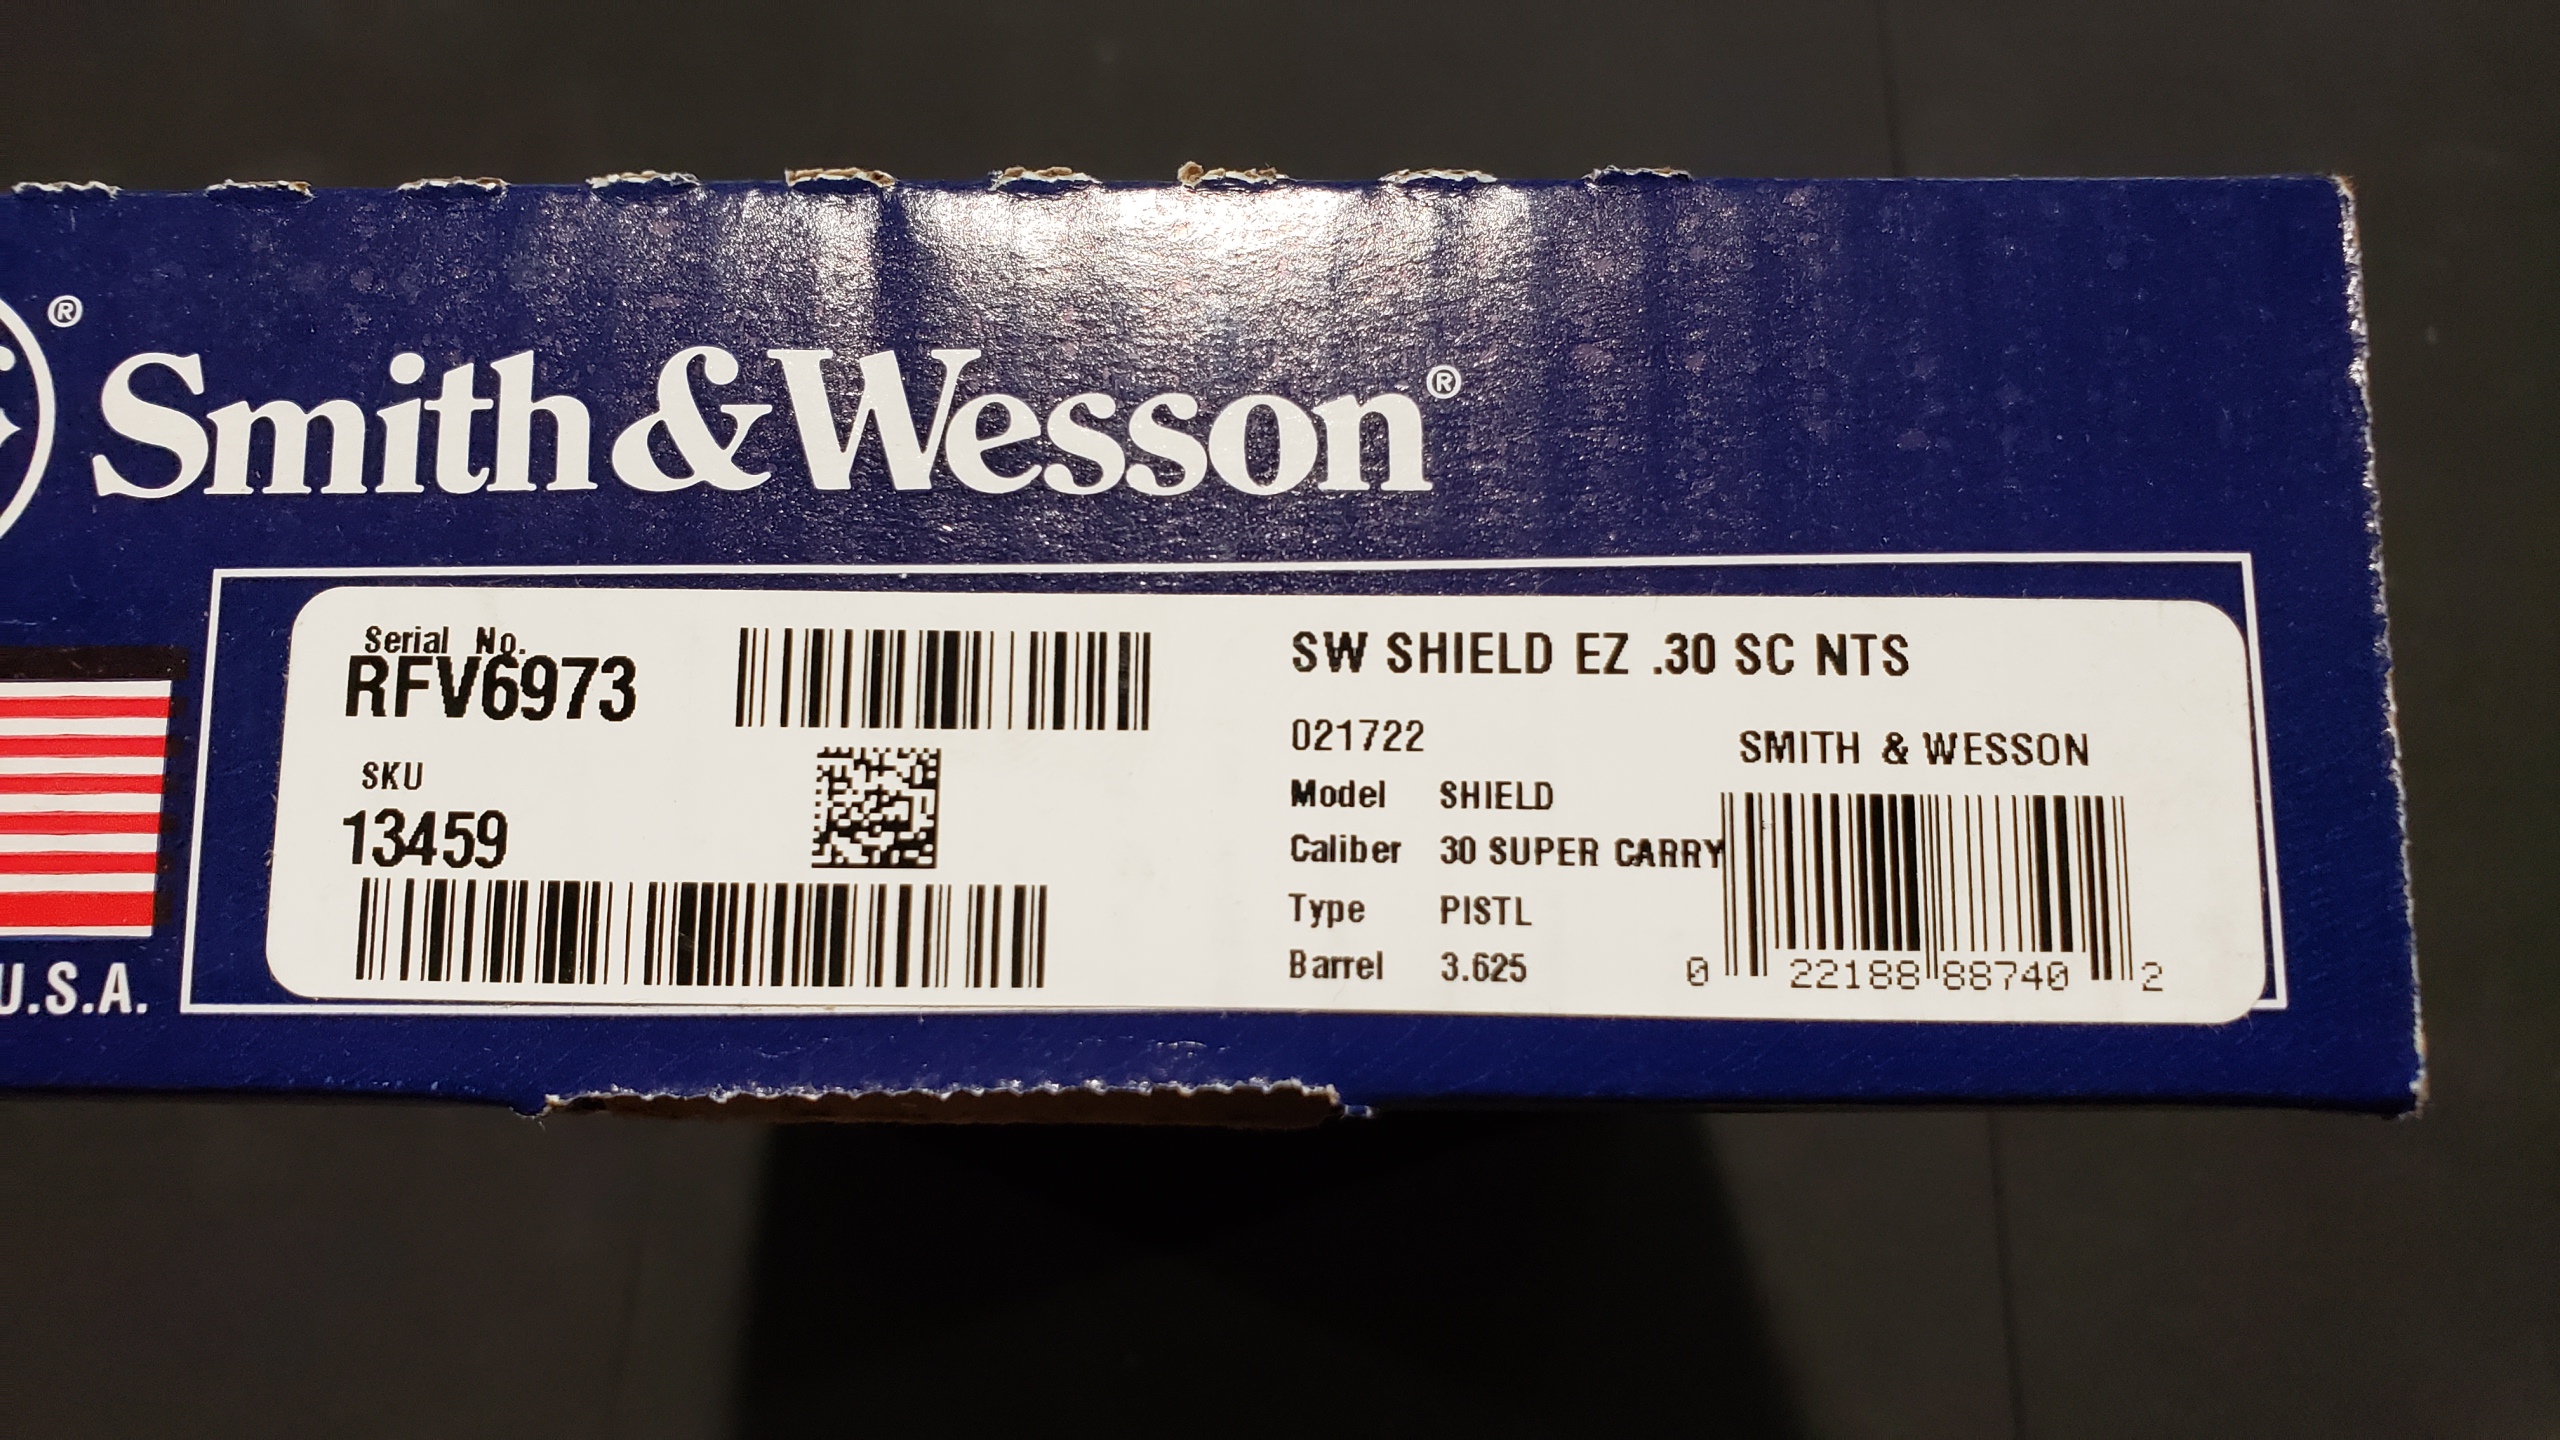 ®
Smith & Wesson®
Serial No.
RFV6973
SKU
13459
SW SHIELD EZ .30 SC NTS
021722
SMITH & WESSON
Model SHIELD
Caliber 30 SUPER CARRY
Type PISTL
Barrel 3.625
0 22188 88740 2
U.S.A.